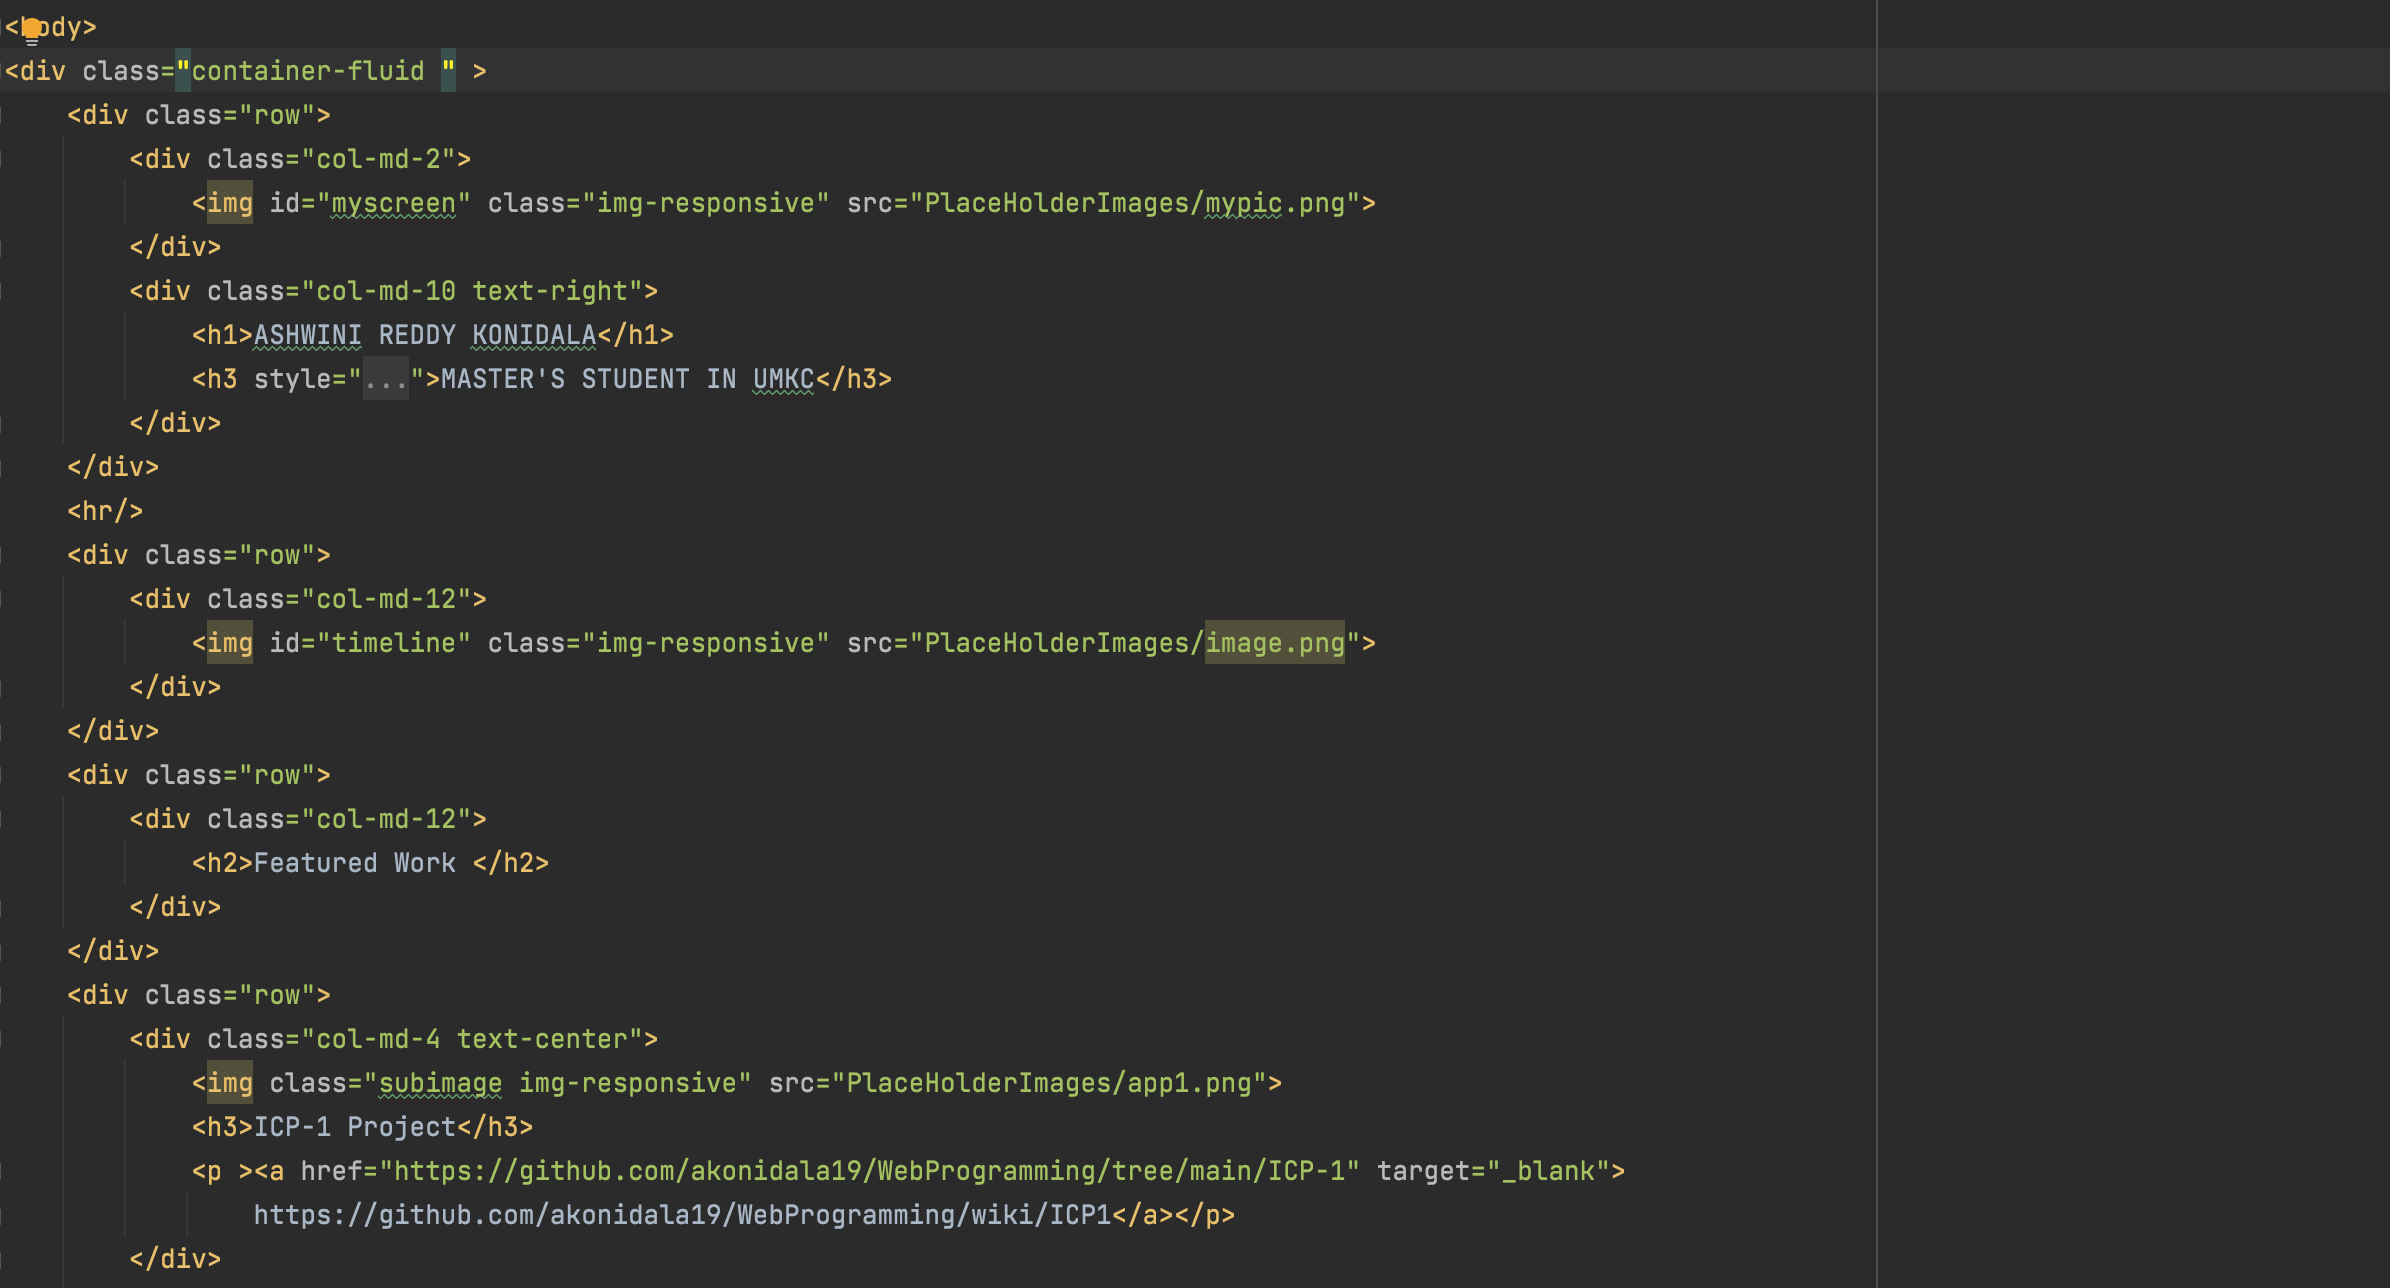 <body>
<div class="container-fluid " >
    <div class="row">
        <div class="col-md-2">
            <img id="myscreen" class="img-responsive" src="PlaceHolderImages/mypic.png">
        </div>
        <div class="col-md-10 text-right">
            <h1>ASHWINI REDDY KONIDALA</h1>
            <h3 style="...">MASTER'S STUDENT IN UMKC</h3>
        </div>
    </div>
    <hr/>
    <div class="row">
        <div class="col-md-12">
            <img id="timeline" class="img-responsive" src="PlaceHolderImages/image.png">
        </div>
    </div>
    <div class="row">
        <div class="col-md-12">
            <h2>Featured Work </h2>
        </div>
    </div>
    <div class="row">
        <div class="col-md-4 text-center">
            <img class="subimage img-responsive" src="PlaceHolderImages/app1.png">
            <h3>ICP-1 Project</h3>
            <p ><a href="https://github.com/akonidala19/WebProgramming/tree/main/ICP-1" target="_blank">
                https://github.com/akonidala19/WebProgramming/wiki/ICP1</a></p>
        </div>